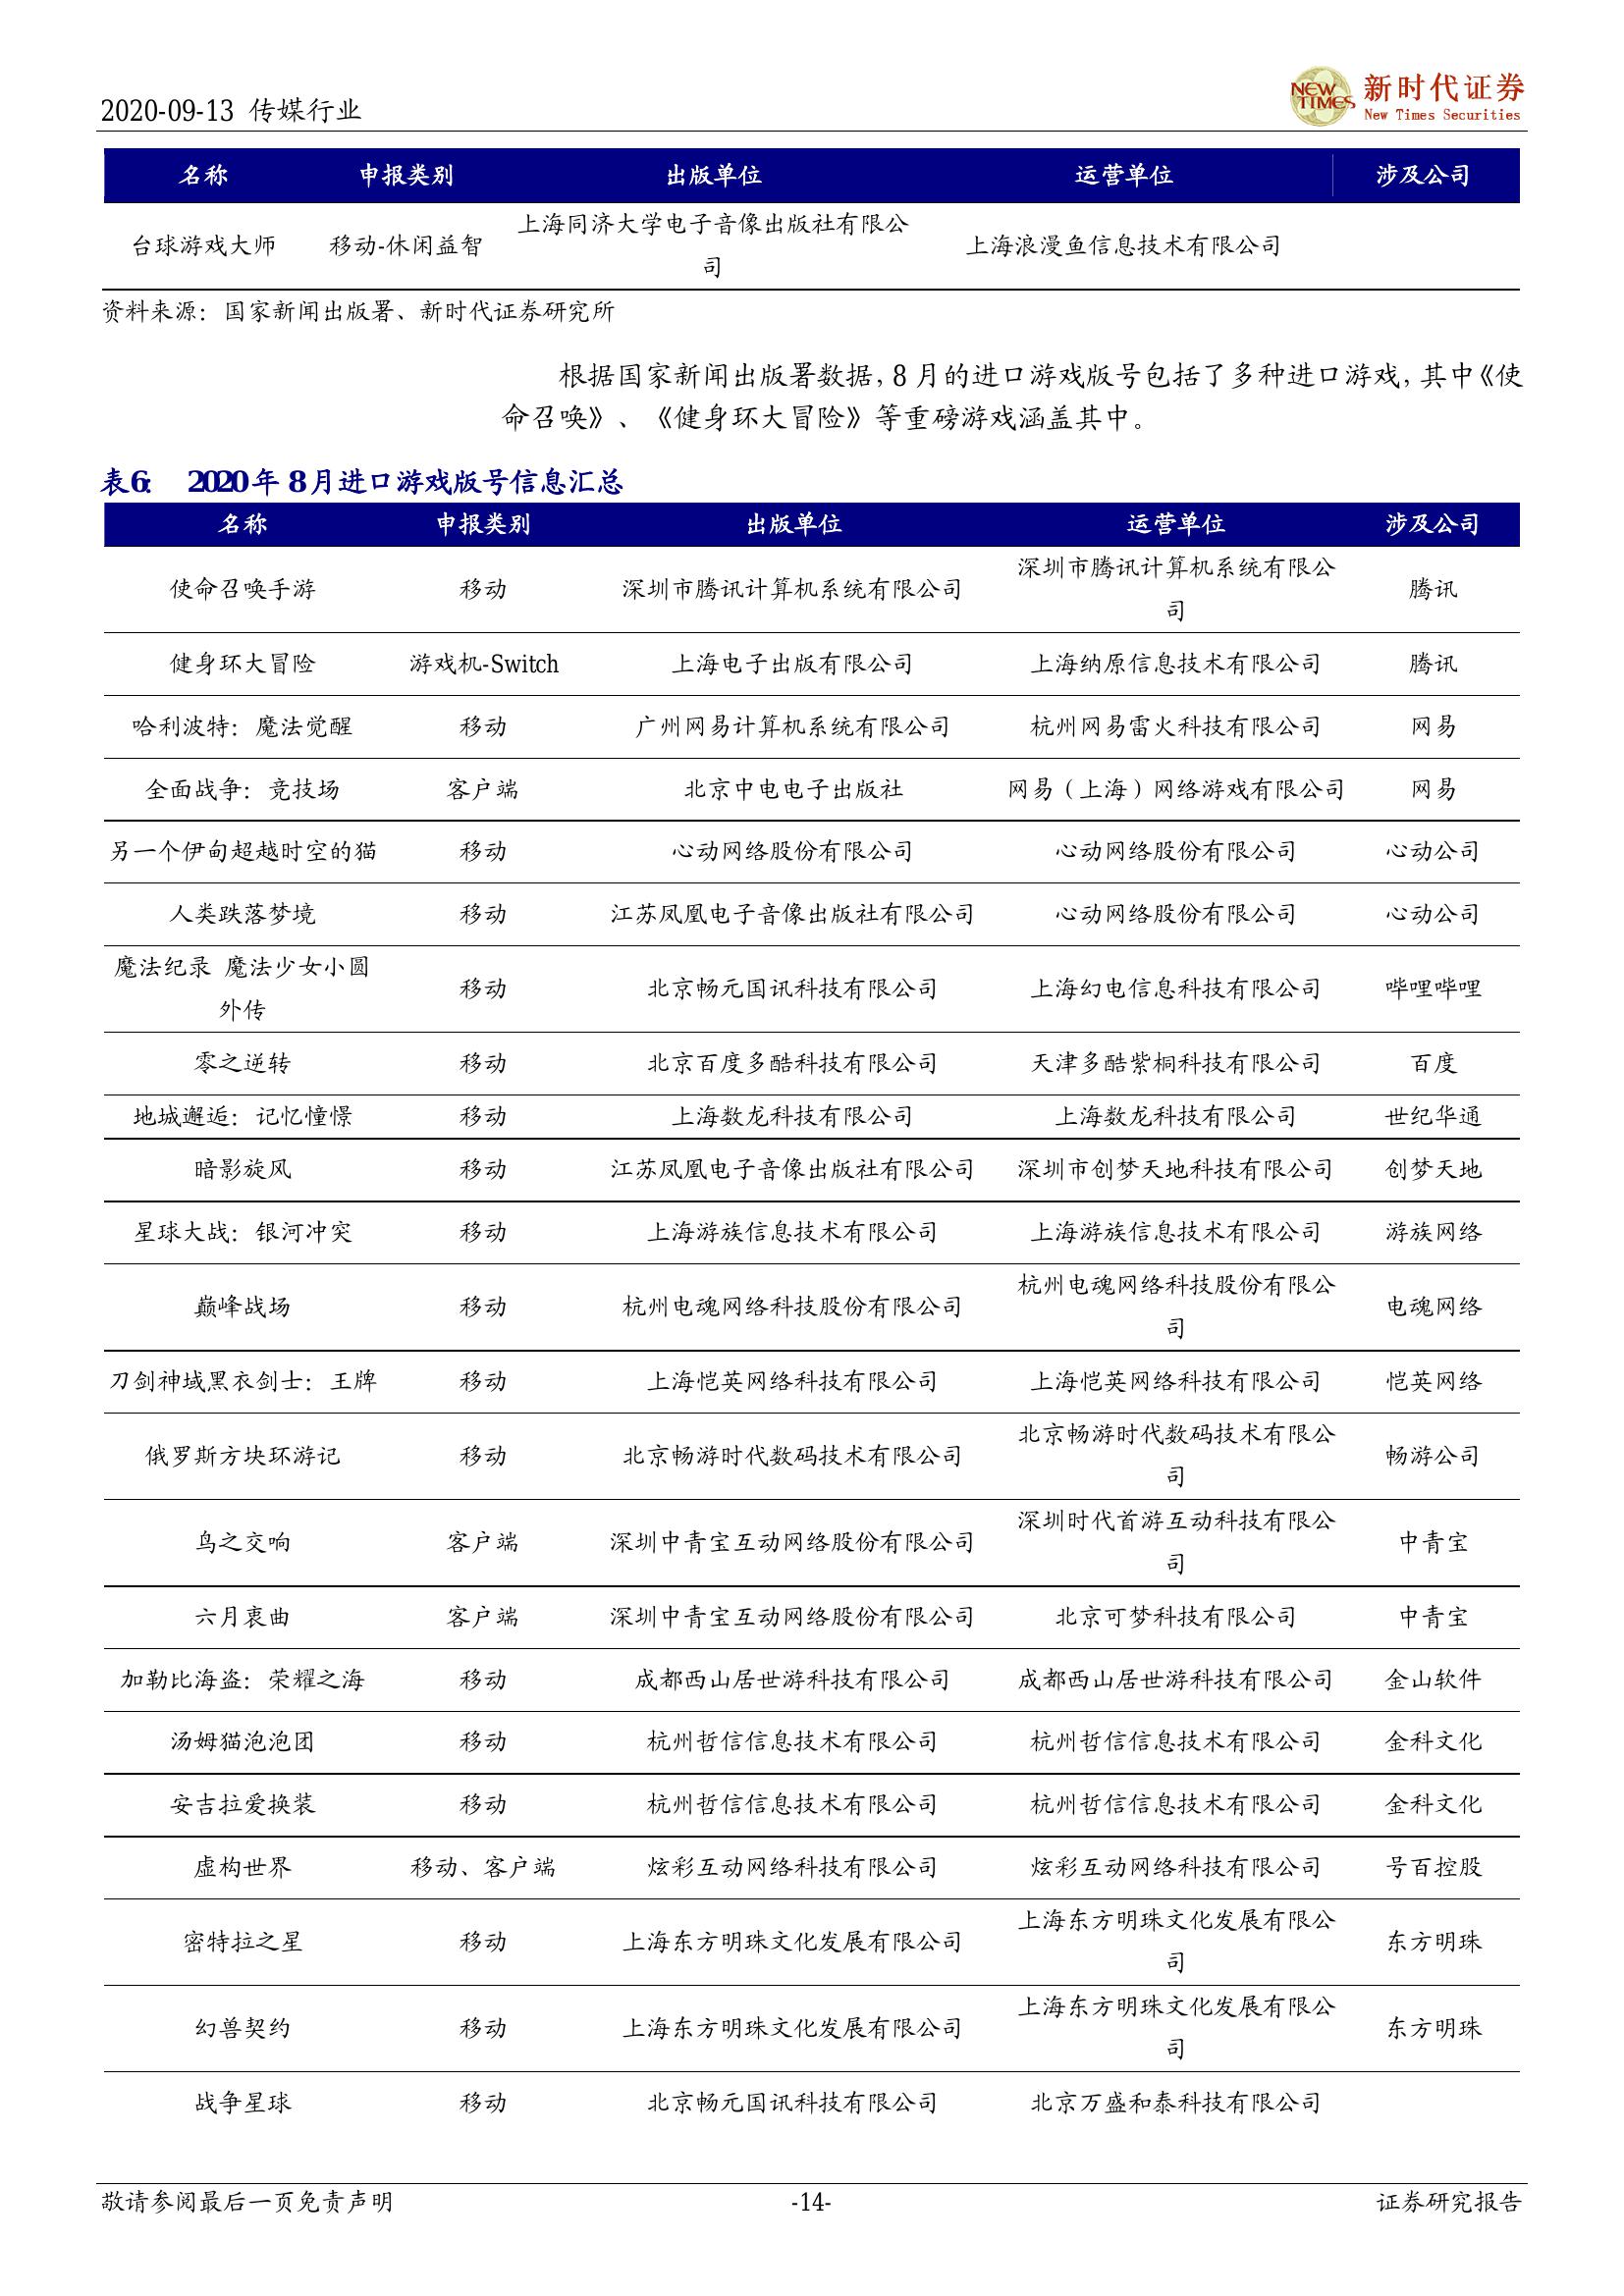 2020-09-13 传媒行业
NEW TIMES 新时代证券
New Times Securities
名称 申报类别 出版单位 运营单位 涉及公司
台球游戏大师 移动-休闲益智 上海同济大学电子音像出版社有限公司 上海浪漫鱼信息技术有限公司
资料来源：国家新闻出版署、新时代证券研究所
根据国家新闻出版署数据，8 月的进口游戏版号包括了多种进口游戏，其中《使
命召唤》、《健身环大冒险》等重磅游戏涵盖其中。
表6： 2020 年 8 月进口游戏版号信息汇总
名称 申报类别 出版单位 运营单位 涉及公司
使命召唤手游 移动 深圳市腾讯计算机系统有限公司 深圳市腾讯计算机系统有限公司 腾讯
健身环大冒险 游戏机-Switch 上海电子出版有限公司 上海纳原信息技术有限公司 腾讯
哈利波特：魔法觉醒 移动 广州网易计算机系统有限公司 杭州网易雷火科技有限公司 网易
全面战争：竞技场 客户端 北京中电电子出版社 网易（上海）网络游戏有限公司 网易
另一个伊甸超越时空的猫 移动 心动网络股份有限公司 心动网络股份有限公司 心动公司
人类跌落梦境 移动 江苏凤凰电子音像出版社有限公司 心动网络股份有限公司 心动公司
魔法纪录 魔法少女小圆外传 移动 北京畅元国讯科技有限公司 上海幻电信息科技有限公司 哔哩哔哩
零之逆转 移动 北京百度多酷科技有限公司 天津多酷紫桐科技有限公司 百度
地城邂逅：记忆憧憬 移动 上海数龙科技有限公司 上海数龙科技有限公司 世纪华通
暗影旋风 移动 江苏凤凰电子音像出版社有限公司 深圳市创梦天地科技有限公司 创梦天地
星球大战：银河冲突 移动 上海游族信息技术有限公司 上海游族信息技术有限公司 游族网络
巅峰战场 移动 杭州电魂网络科技股份有限公司 杭州电魂网络科技股份有限公司 电魂网络
刀剑神域黑衣剑士：王牌 移动 上海恺英网络科技有限公司 上海恺英网络科技有限公司 恺英网络
俄罗斯方块环游记 移动 北京畅游时代数码技术有限公司 北京畅游时代数码技术有限公司 畅游公司
鸟之交响 客户端 深圳中青宝互动网络股份有限公司 深圳时代首游互动科技有限公司 中青宝
六月衷曲 客户端 深圳中青宝互动网络股份有限公司 北京可梦科技有限公司 中青宝
加勒比海盗：荣耀之海 移动 成都西山居世游科技有限公司 成都西山居世游科技有限公司 金山软件
汤姆猫泡泡团 移动 杭州哲信信息技术有限公司 杭州哲信信息技术有限公司 金科文化
安吉拉爱换装 移动 杭州哲信信息技术有限公司 杭州哲信信息技术有限公司 金科文化
虚构世界 移动、客户端 炫彩互动网络科技有限公司 炫彩互动网络科技有限公司 号百控股
密特拉之星 移动 上海东方明珠文化发展有限公司 上海东方明珠文化发展有限公司 东方明珠
幻兽契约 移动 上海东方明珠文化发展有限公司 上海东方明珠文化发展有限公司 东方明珠
战争星球 移动 北京畅元国讯科技有限公司 北京万盛和泰科技有限公司
敬请参阅最后一页免责声明 -14- 证券研究报告